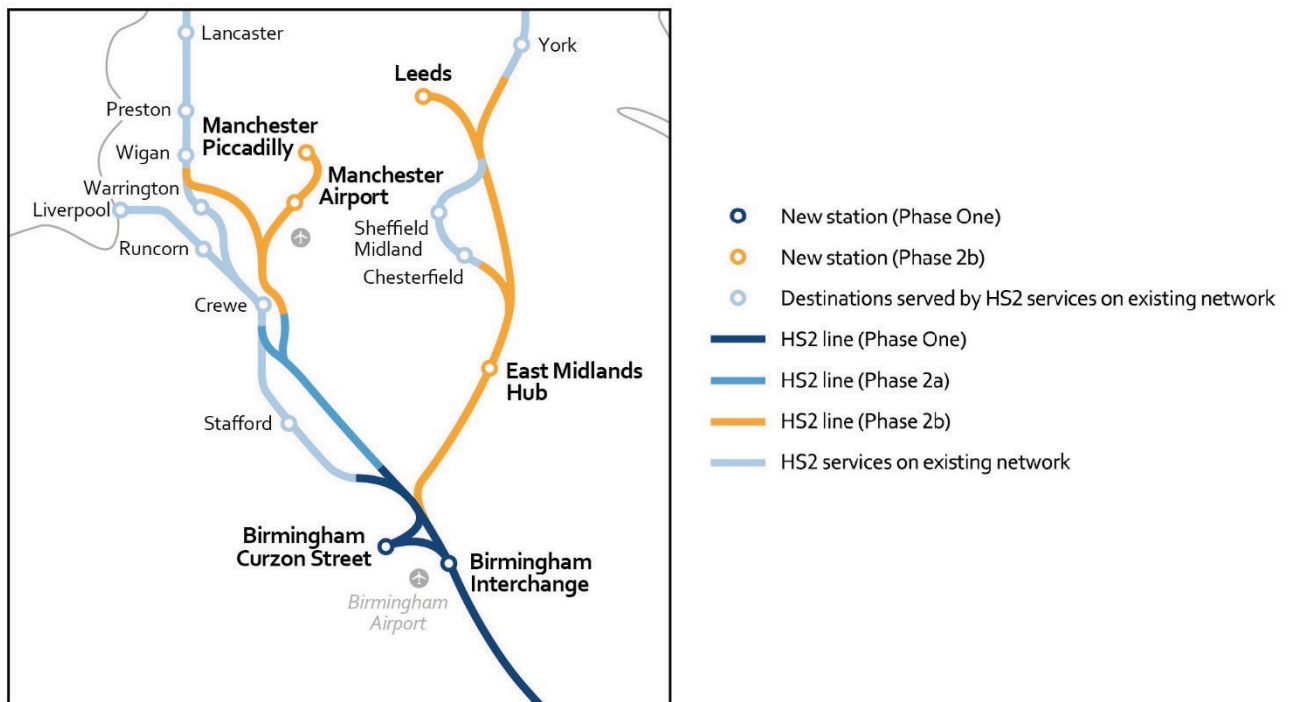 Lancaster
York
Leeds
Preston
Manchester
Piccadilly
Wigan
Manchester
Airport
Warrington
Liverpool
Sheffield
Midland
Runcorn
Chesterfield
Crewe
East Midlands
Hub
Stafford
Birmingham
Curzon Street
Birmingham
Interchange
Birmingham
Airport
New station (Phase One)
New station (Phase 2b)
Destinations served by HS2 services on existing network
HS2 line (Phase One)
HS2 line (Phase 2a)
HS2 line (Phase 2b)
HS2 services on existing network